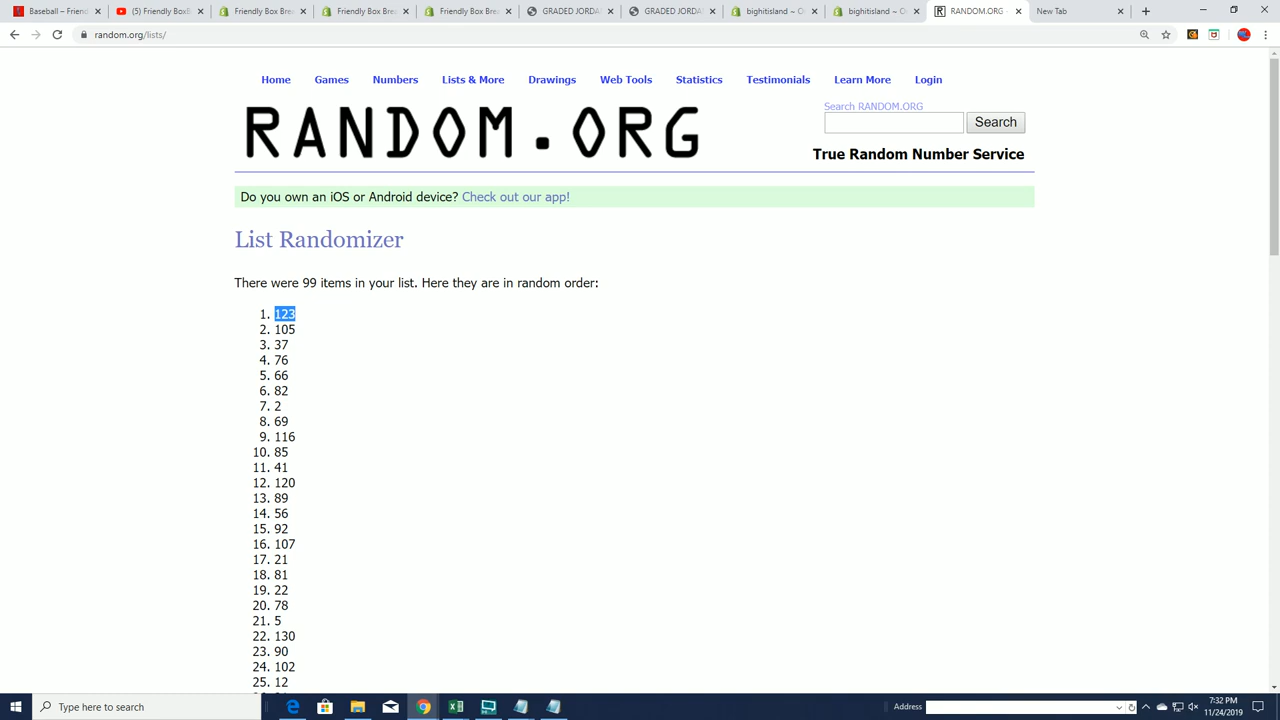 Baseball – Friend
(5) Friendly BoxB
Friendly Box Brea
Friendly Box Brea
Friendly Box Brea
GRADED JORDA
GRADED JORDA
bighitisland ~ C
bighitisland ~ C
RANDOM.ORG
New Tab
random.org/lists/
Home Games Numbers Lists & More Drawings Web Tools Statistics Testimonials Learn More Login
RANDOM.ORG
Search RANDOM.ORG
Search
True Random Number Service
Do you own an iOS or Android device? Check out our app!
List Randomizer
There were 99 items in your list. Here they are in random order:
1. 123
2. 105
3. 37
4. 76
5. 66
6. 82
7. 2
8. 69
9. 116
10. 85
11. 41
12. 120
13. 89
14. 56
15. 92
16. 107
17. 21
18. 81
19. 22
20. 78
21. 5
22. 130
23. 90
24. 102
25. 12
Type here to search
Address
7:32 PM
11/24/2019